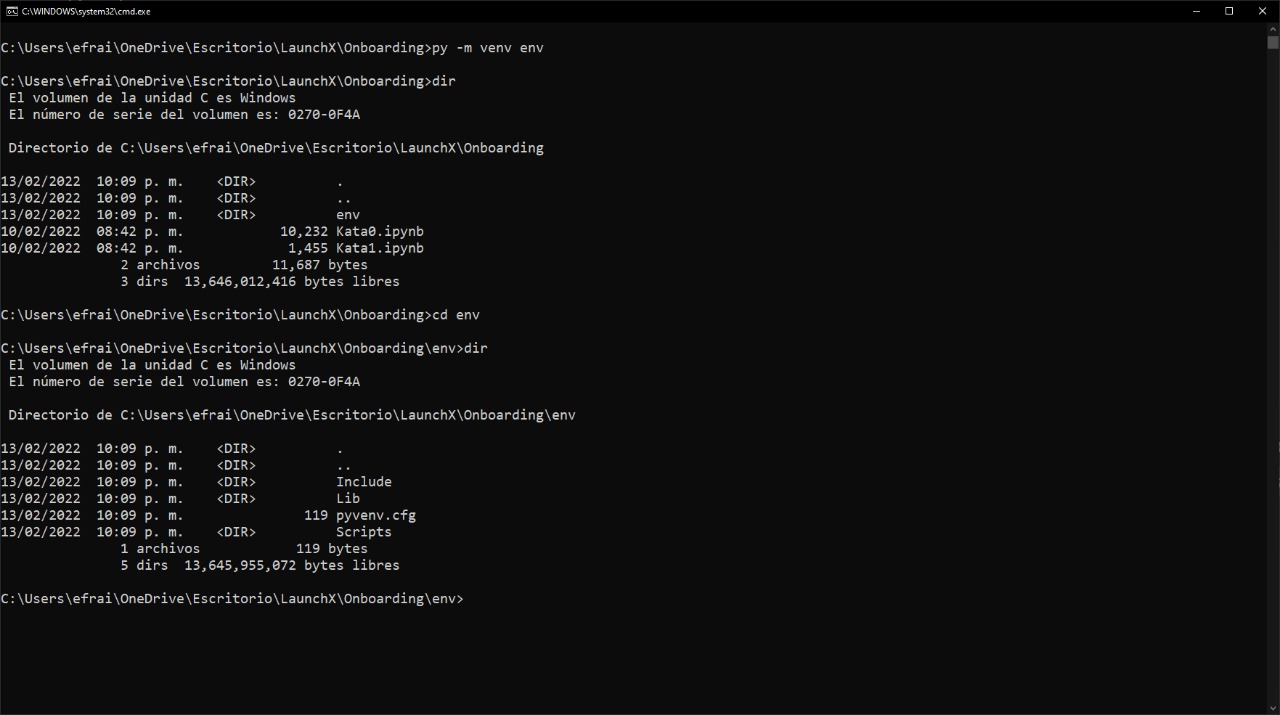 C:\WINDOWS\system32\cmd.exe
C:\Users\efrai\OneDrive\Escritorio\LaunchX\Onboarding>py -m venv env
C:\Users\efrai\OneDrive\Escritorio\LaunchX\Onboarding>dir
El volumen de la unidad C es Windows
El número de serie del volumen es: 0270-0F4A
Directorio de C:\Users\efrai\OneDrive\Escritorio\LaunchX\Onboarding
13/02/2022  10:09 p. m.    <DIR>          .
13/02/2022  10:09 p. m.    <DIR>          ..
13/02/2022  10:09 p. m.    <DIR>          env
10/02/2022  08:42 p. m.            10,232 Kata0.ipynb
10/02/2022  08:42 p. m.             1,455 Kata1.ipynb
2 archivos         11,687 bytes
3 dirs  13,646,012,416 bytes libres
C:\Users\efrai\OneDrive\Escritorio\LaunchX\Onboarding>cd env
C:\Users\efrai\OneDrive\Escritorio\LaunchX\Onboarding\env>dir
El volumen de la unidad C es Windows
El número de serie del volumen es: 0270-0F4A
Directorio de C:\Users\efrai\OneDrive\Escritorio\LaunchX\Onboarding\env
13/02/2022  10:09 p. m.    <DIR>          .
13/02/2022  10:09 p. m.    <DIR>          ..
13/02/2022  10:09 p. m.    <DIR>          Include
13/02/2022  10:09 p. m.    <DIR>          Lib
13/02/2022  10:09 p. m.               119 pyvenv.cfg
13/02/2022  10:09 p. m.    <DIR>          Scripts
1 archivos            119 bytes
5 dirs  13,645,955,072 bytes libres
C:\Users\efrai\OneDrive\Escritorio\LaunchX\Onboarding\env>